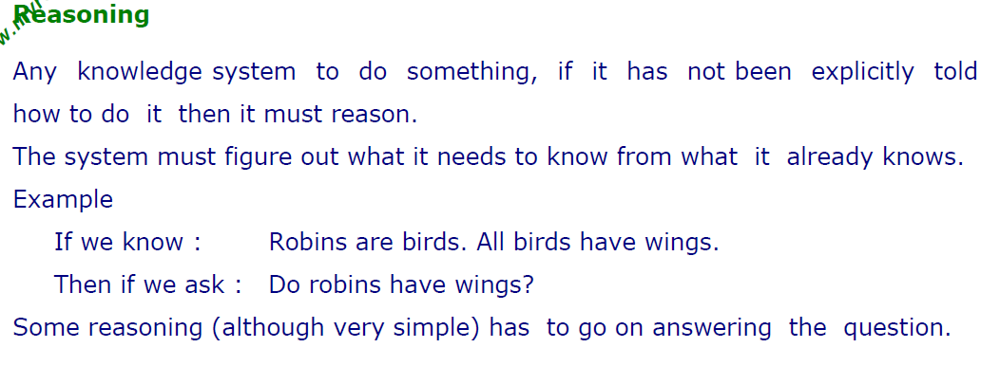 Reasoning
Any knowledge system to do something, if it has not been explicitly told
how to do it then it must reason.
The system must figure out what it needs to know from what it already knows.
Example
If we know : Robins are birds. All birds have wings.
Then if we ask : Do robins have wings?
Some reasoning (although very simple) has to go on answering the question.